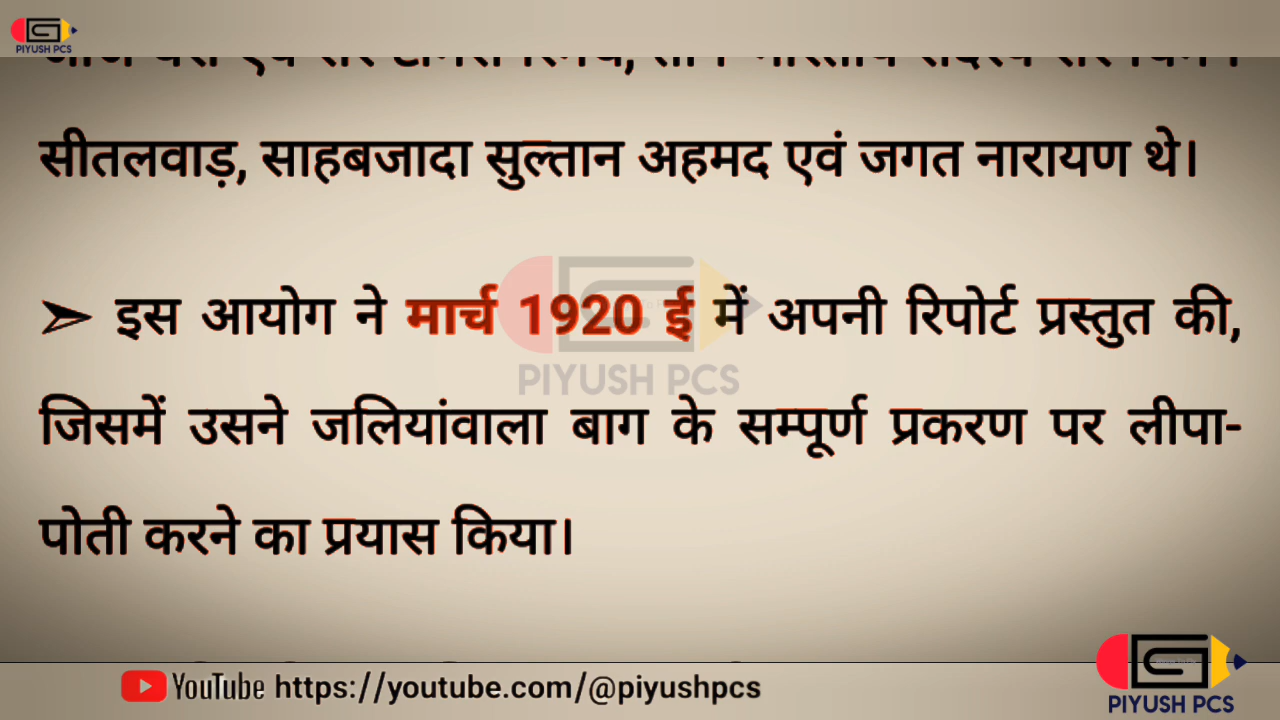 PIYUSH PCS
सीतलवाड़, साहबजादा सुल्तान अहमद एवं जगत नारायण थे।
➢ इस आयोग ने मार्च 1920 ई में अपनी रिपोर्ट प्रस्तुत की,
जिसमें उसने जलियांवाला बाग के सम्पूर्ण प्रकरण पर लीपा-
PIYUSH PCS
पोती करने का प्रयास किया।
YouTube https://youtube.com/@piyushpcs
PIYUSH PCS